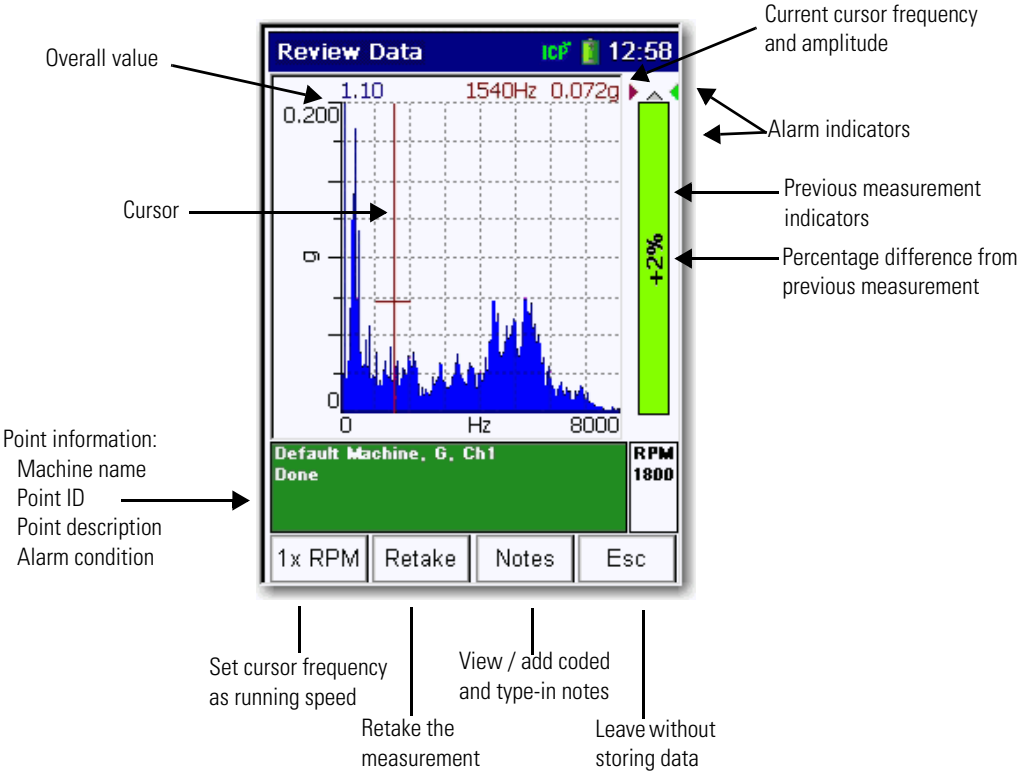 Current cursor frequency
and amplitude
Overall value
Review Data ICP 12:58
1.10 1540Hz 0.072g
0.200
Alarm indicators
Previous measurement
indicators
Cursor
g
+2%
Percentage difference from
previous measurement
0
0 Hz 8000
Point information:
Machine name
Point ID
Point description
Alarm condition
Default Machine, G, Ch1
Done
RPM
1800
1x RPM Retake Notes Esc
Set cursor frequency
as running speed
View / add coded
and type-in notes
Retake the
measurement
Leave without
storing data